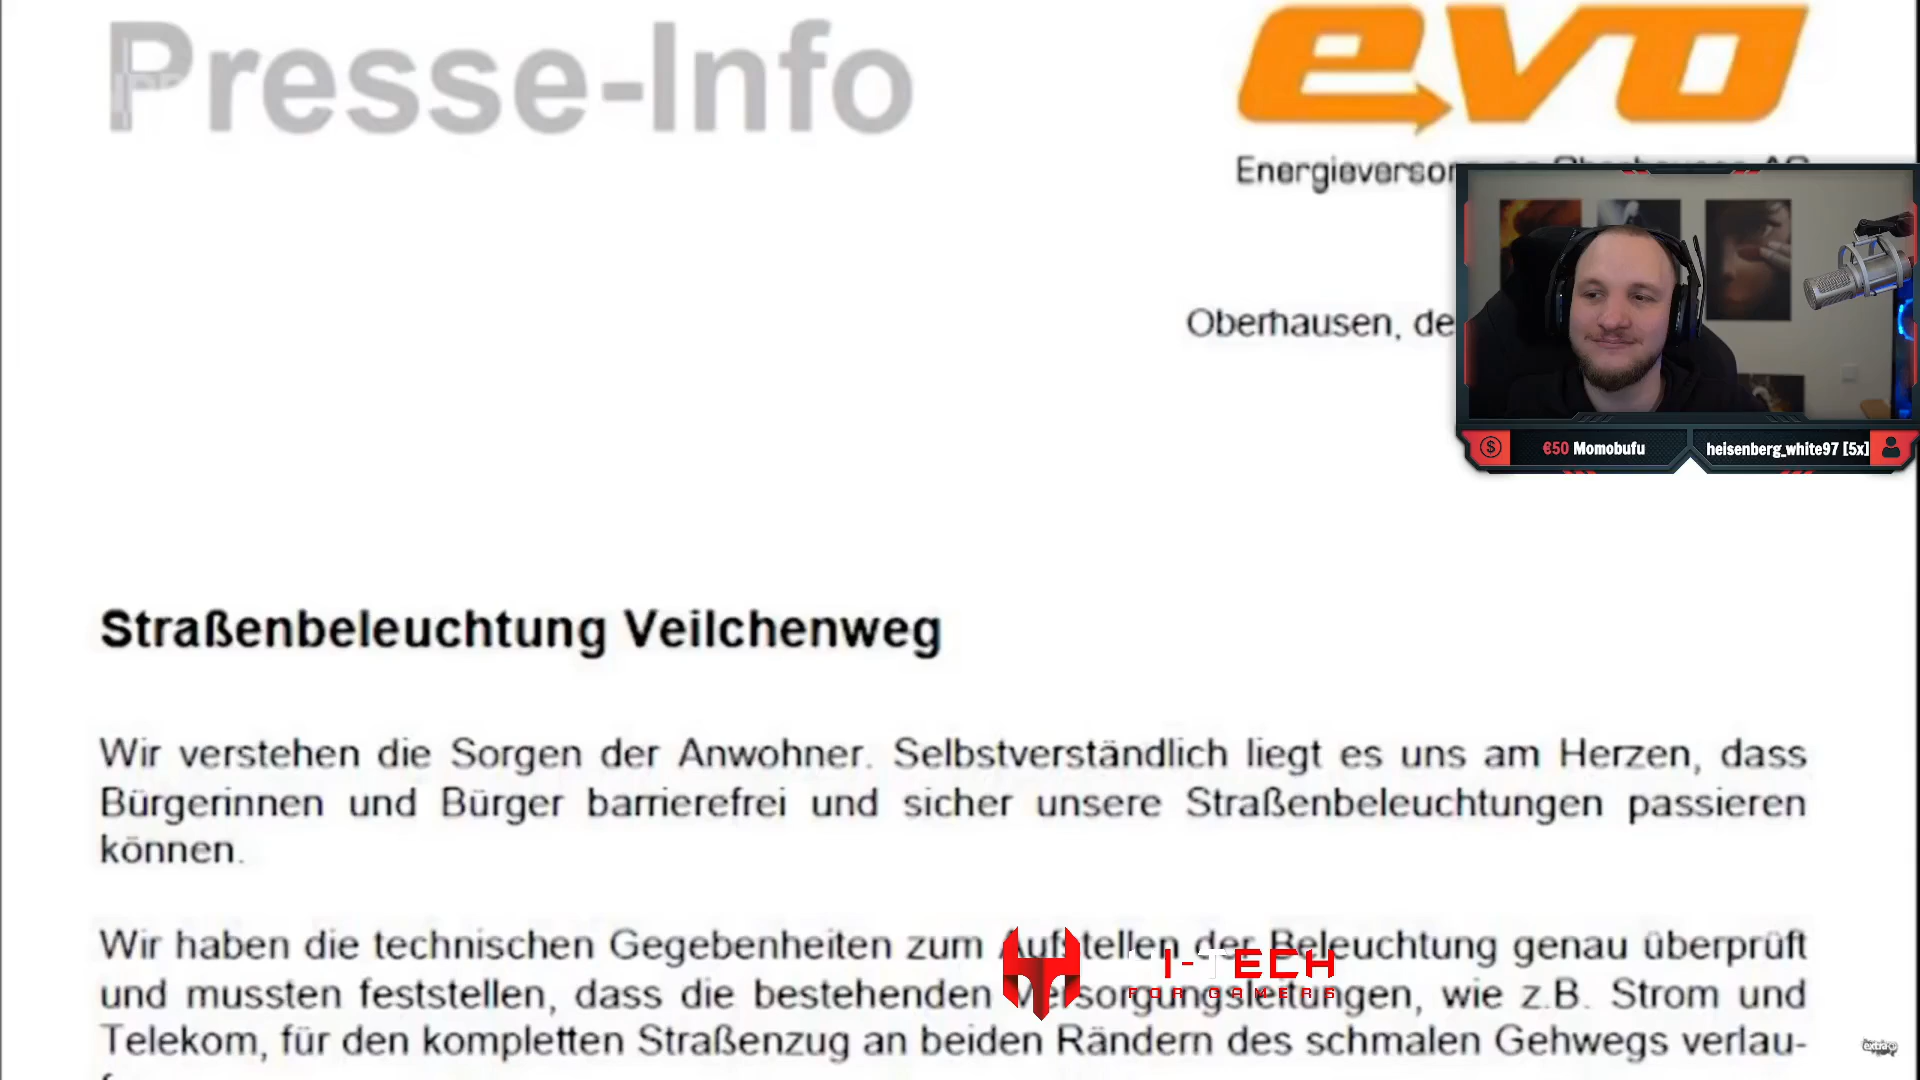 Presse-Info
evo
Oberhausen, de
€50 Momobufu
heisenberg_white97 [5x]
Straßenbeleuchtung Veilchenweg
Wir verstehen die Sorgen der Anwohner. Selbstverständlich liegt es uns am Herzen, dass
Bürgerinnen und Bürger barrierefrei und sicher unsere Straßenbeleuchtungen passieren
können.
Wir haben die technischen Gegebenheiten zum Aufstellen der Beleuchtung genau überprüft
und mussten feststellen, dass die bestehenden Versorgungsleitungen, wie z.B. Strom und
Telekom, für den kompletten Straßenzug an beiden Rändern des schmalen Gehwegs verlau-
I-TECH
FOR GAMERS
extra